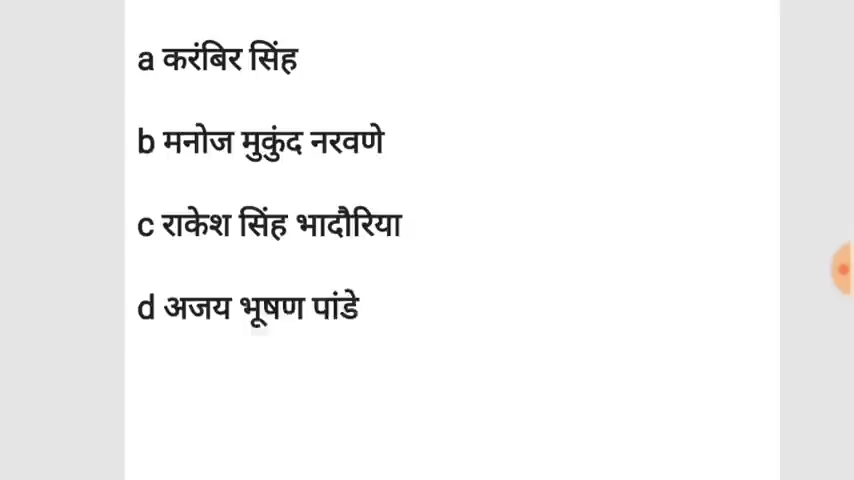 a करंबिर सिंह
b मनोज मुकुंद नरवणे
c राकेश सिंह भादौरिया
d अजय भूषण पांडे